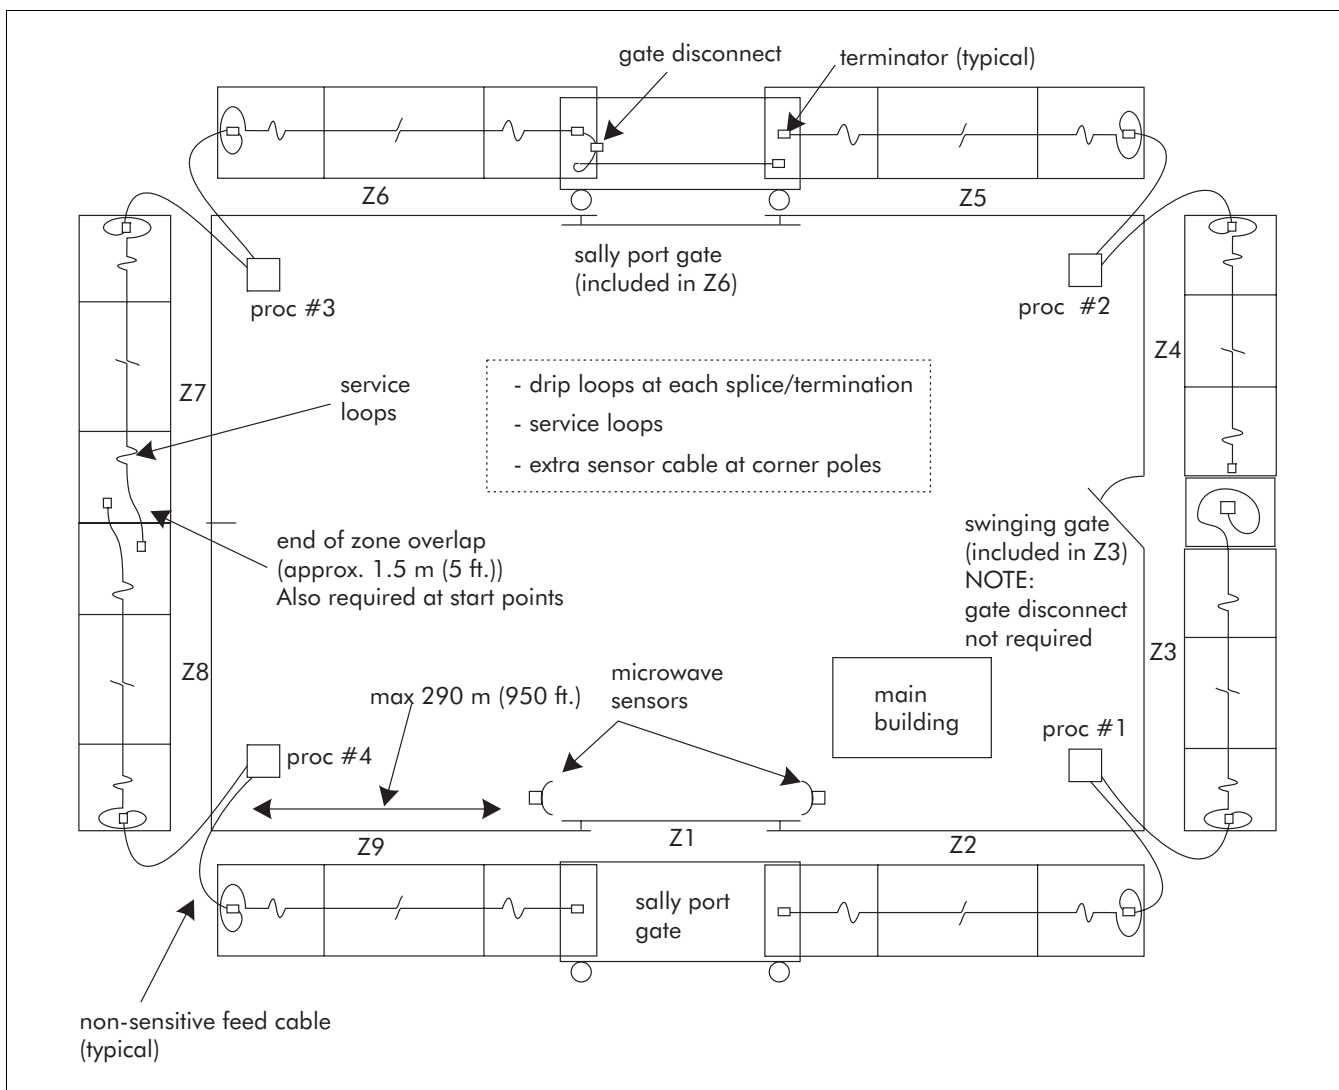 gate disconnect
terminator (typical)
Z6
Z5
sally port gate
(included in Z6)
proc #3
proc #2
Z4
Z7
service
loops
- drip loops at each splice/termination
- service loops
- extra sensor cable at corner poles
end of zone overlap
(approx. 1.5 m (5 ft.))
Also required at start points
swinging gate
(included in Z3)
NOTE:
gate disconnect
not required
Z3
Z8
max 290 m (950 ft.)
microwave
sensors
main
building
proc #1
proc #4
Z9
Z1
Z2
sally port
gate
non-sensitive feed cable
(typical)